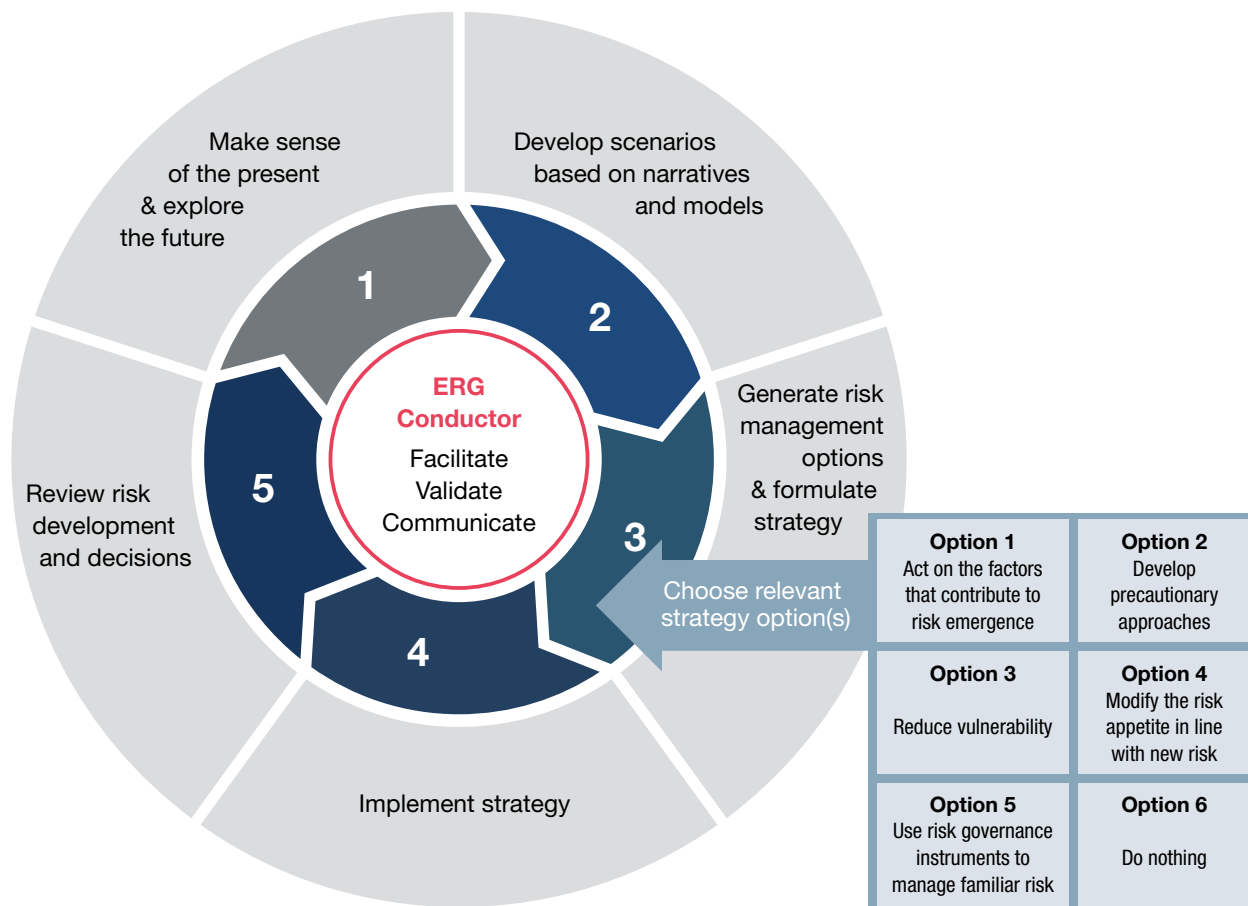 Make sense
of the present
& explore
the future
1
Develop scenarios
based on narratives
and models
2
Generate risk
management
options
& formulate
strategy
3
Implement strategy
4
Review risk
development
and decisions
5
ERG
Conductor
Facilitate
Validate
Communicate
Choose relevant
strategy option(s)
Option 1
Act on the factors
that contribute to
risk emergence
Option 2
Develop
precautionary
approaches
Option 3
Reduce vulnerability
Option 4
Modify the risk
appetite in line
with new risk
Option 5
Use risk governance
instruments to
manage familiar risk
Option 6
Do nothing